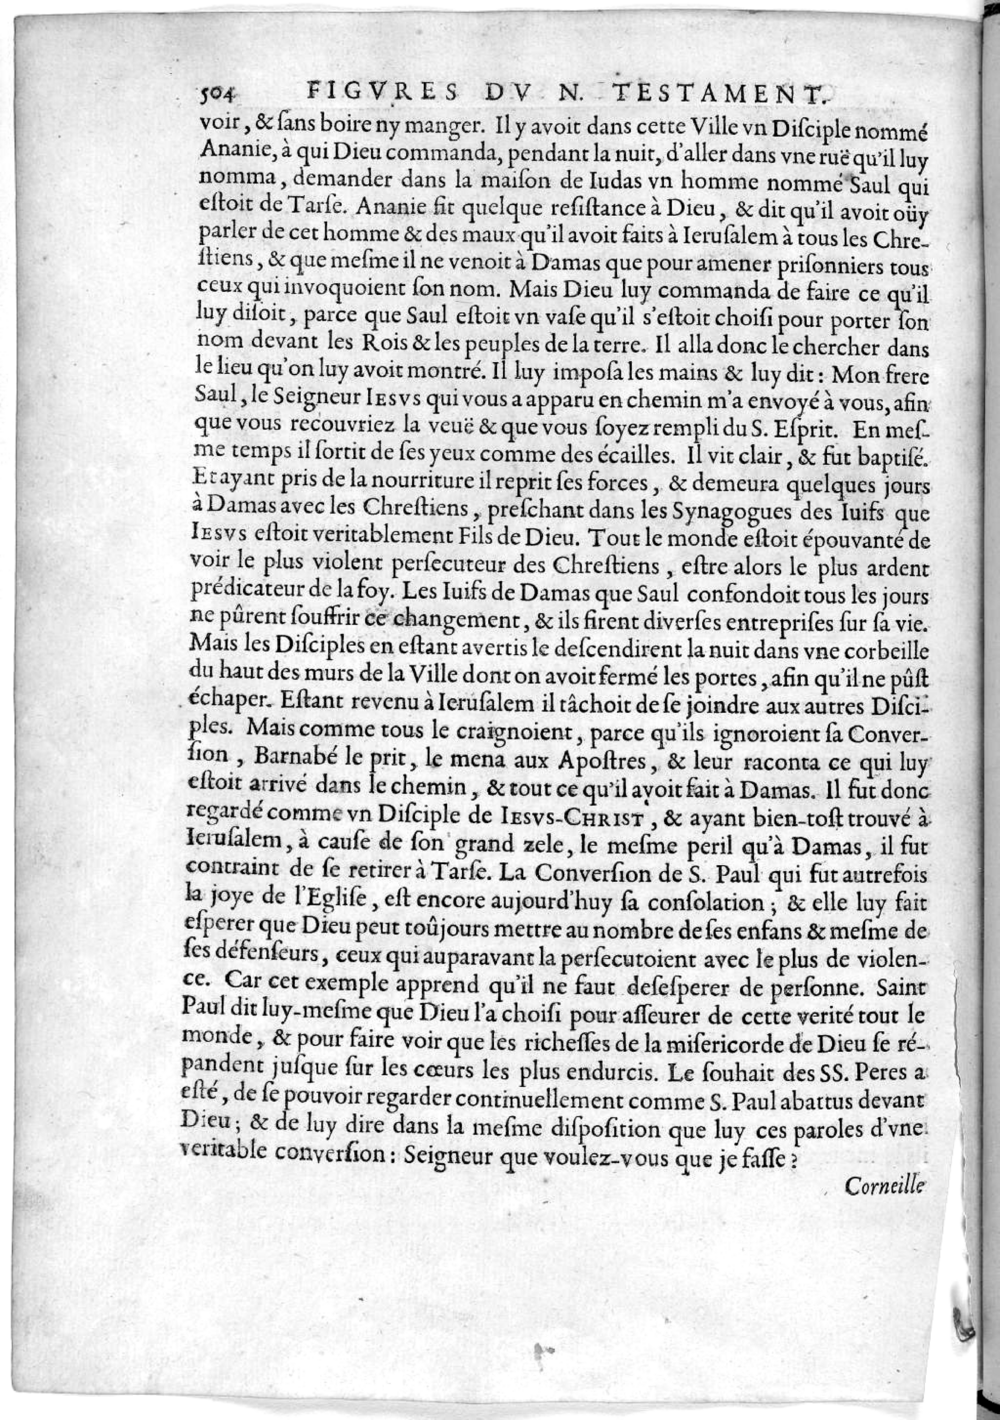 504 FIGVRES DV N. TESTAMENT.
voir, & ſans boire ny manger. Il y avoit dans cette Ville vn Diſciple nommé
Ananie, à qui Dieu commanda, pendant la nuit, d'aller dans vne ruë qu'il luy
nomma, demander dans la maiſon de Iudas vn homme nommé Saul qui
eſtoit de Tarſe. Ananie fit quelque reſiſtance à Dieu, & dit qu'il avoit oüy
parler de cet homme & des maux qu'il avoit faits à Ieruſalem à tous les Chre-
ſtiens, & que meſme il ne venoit à Damas que pour amener priſonniers tous
ceux qui invoquoient ſon nom. Mais Dieu luy commanda de faire ce qu'il
luy diſoit, parce que Saul eſtoit vn vaſe qu'il s'eſtoit choiſi pour porter ſon
nom devant les Rois & les peuples de la terre. Il alla donc le chercher dans
le lieu qu'on luy avoit montré. Il luy impoſa les mains & luy dit : Mon frere
Saul, le Seigneur IESVS qui vous a apparu en chemin m'a envoyé à vous, afin
que vous recouvriez la veuë & que vous ſoyez rempli du S. Eſprit. En meſ-
me temps il ſortit de ſes yeux comme des écailles. Il vit clair, & fut baptiſé.
Et ayant pris de la nourriture il reprit ſes forces, & demeura quelques jours
à Damas avec les Chreſtiens, preſchant dans les Synagogues des Iuifs que
IESVS eſtoit veritablement Fils de Dieu. Tout le monde eſtoit épouvanté de
voir le plus violent perſecuteur des Chreſtiens, eſtre alors le plus ardent
prédicateur de la foy. Les Iuifs de Damas que Saul confondoit tous les jours
ne pûrent ſouffrir ce changement, & ils firent diverſes entrepriſes ſur ſa vie.
Mais les Diſciples en eſtant avertis le deſcendirent la nuit dans vne corbeille
du haut des murs de la Ville dont on avoit fermé les portes, afin qu'il ne pûſt
échaper. Eſtant revenu à Ieruſalem il tâchoit de ſe joindre aux autres Diſci-
ples. Mais comme tous le craignoient, parce qu'ils ignoroient ſa Conver-
ſion, Barnabé le prit, le mena aux Apoſtres, & leur raconta ce qui luy
eſtoit arrivé dans le chemin, & tout ce qu'il avoit fait à Damas. Il fut donc
regardé comme vn Diſciple de IESVS-CHRIST, & ayant bien-toſt trouvé à
Ieruſalem, à cauſe de ſon grand zele, le meſme peril qu'à Damas, il fut
contraint de ſe retirer à Tarſe. La Converſion de S. Paul qui fut autrefois
la joye de l'Egliſe, eſt encore aujourd'huy ſa conſolation ; & elle luy fait
eſperer que Dieu peut toûjours mettre au nombre de ſes enfans & meſme de
ſes défenſeurs, ceux qui auparavant la perſecutoient avec le plus de violen-
ce. Car cet exemple apprend qu'il ne faut deſeſperer de perſonne. Saint
Paul dit luy-meſme que Dieu l'a choiſi pour aſſeurer de cette verité tout le
monde, & pour faire voir que les richeſſes de la miſericorde de Dieu ſe ré-
pandent juſque ſur les cœurs les plus endurcis. Le ſouhait des SS. Peres a
eſté, de ſe pouvoir regarder continuellement comme S. Paul abattus devant
Dieu ; & de luy dire dans la meſme diſpoſition que luy ces paroles d'vne
veritable converſion : Seigneur que voulez-vous que je faſſe ?
Corneille